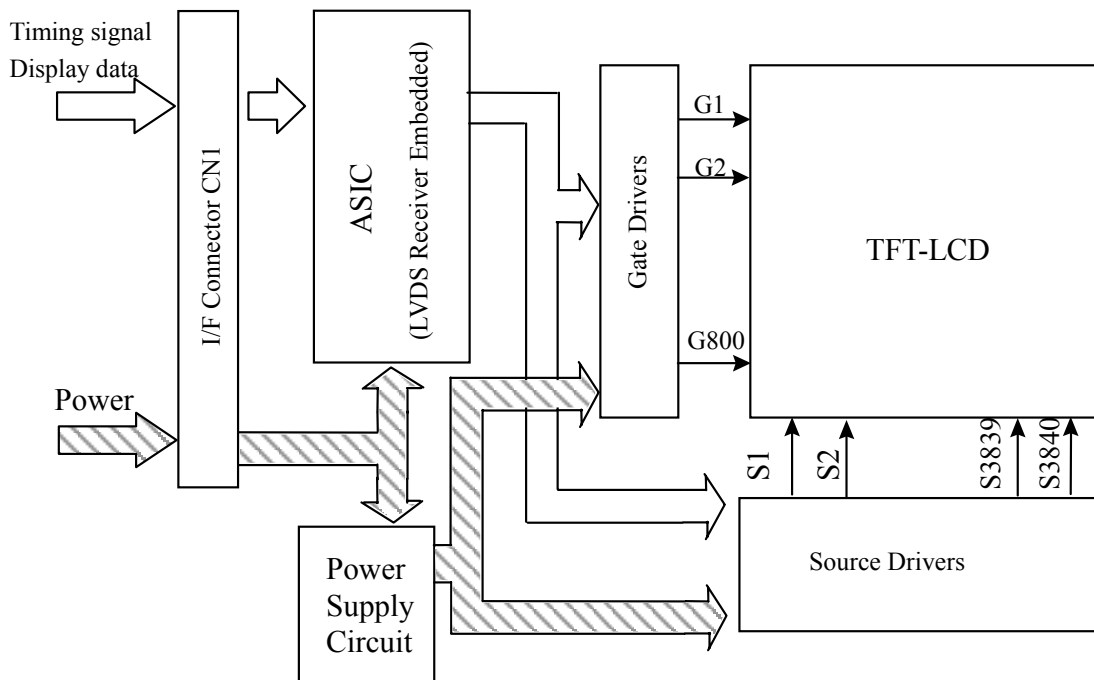 Timing signal
Display data
Power
I/F Connector CN1
ASIC
(LVDS Receiver Embedded)
Power
Supply
Circuit
Gate Drivers
G1
G2
G800
TFT-LCD
S1
S2
S3839
S3840
Source Drivers